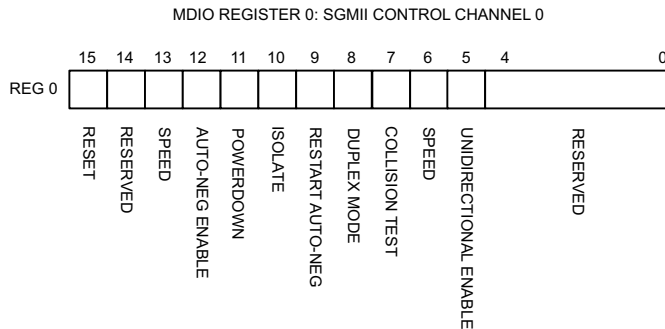 MDIO REGISTER 0: SGMII CONTROL CHANNEL 0
15 14 13 12 11 10 9 8 7 6 5 4 0
REG 0
RESET
RESERVED
SPEED
AUTO-NEG ENABLE
POWERDOWN
ISOLATE
RESTART AUTO-NEG
DUPLEX MODE
COLLISION TEST
SPEED
UNIDIRECTIONAL ENABLE
RESERVED